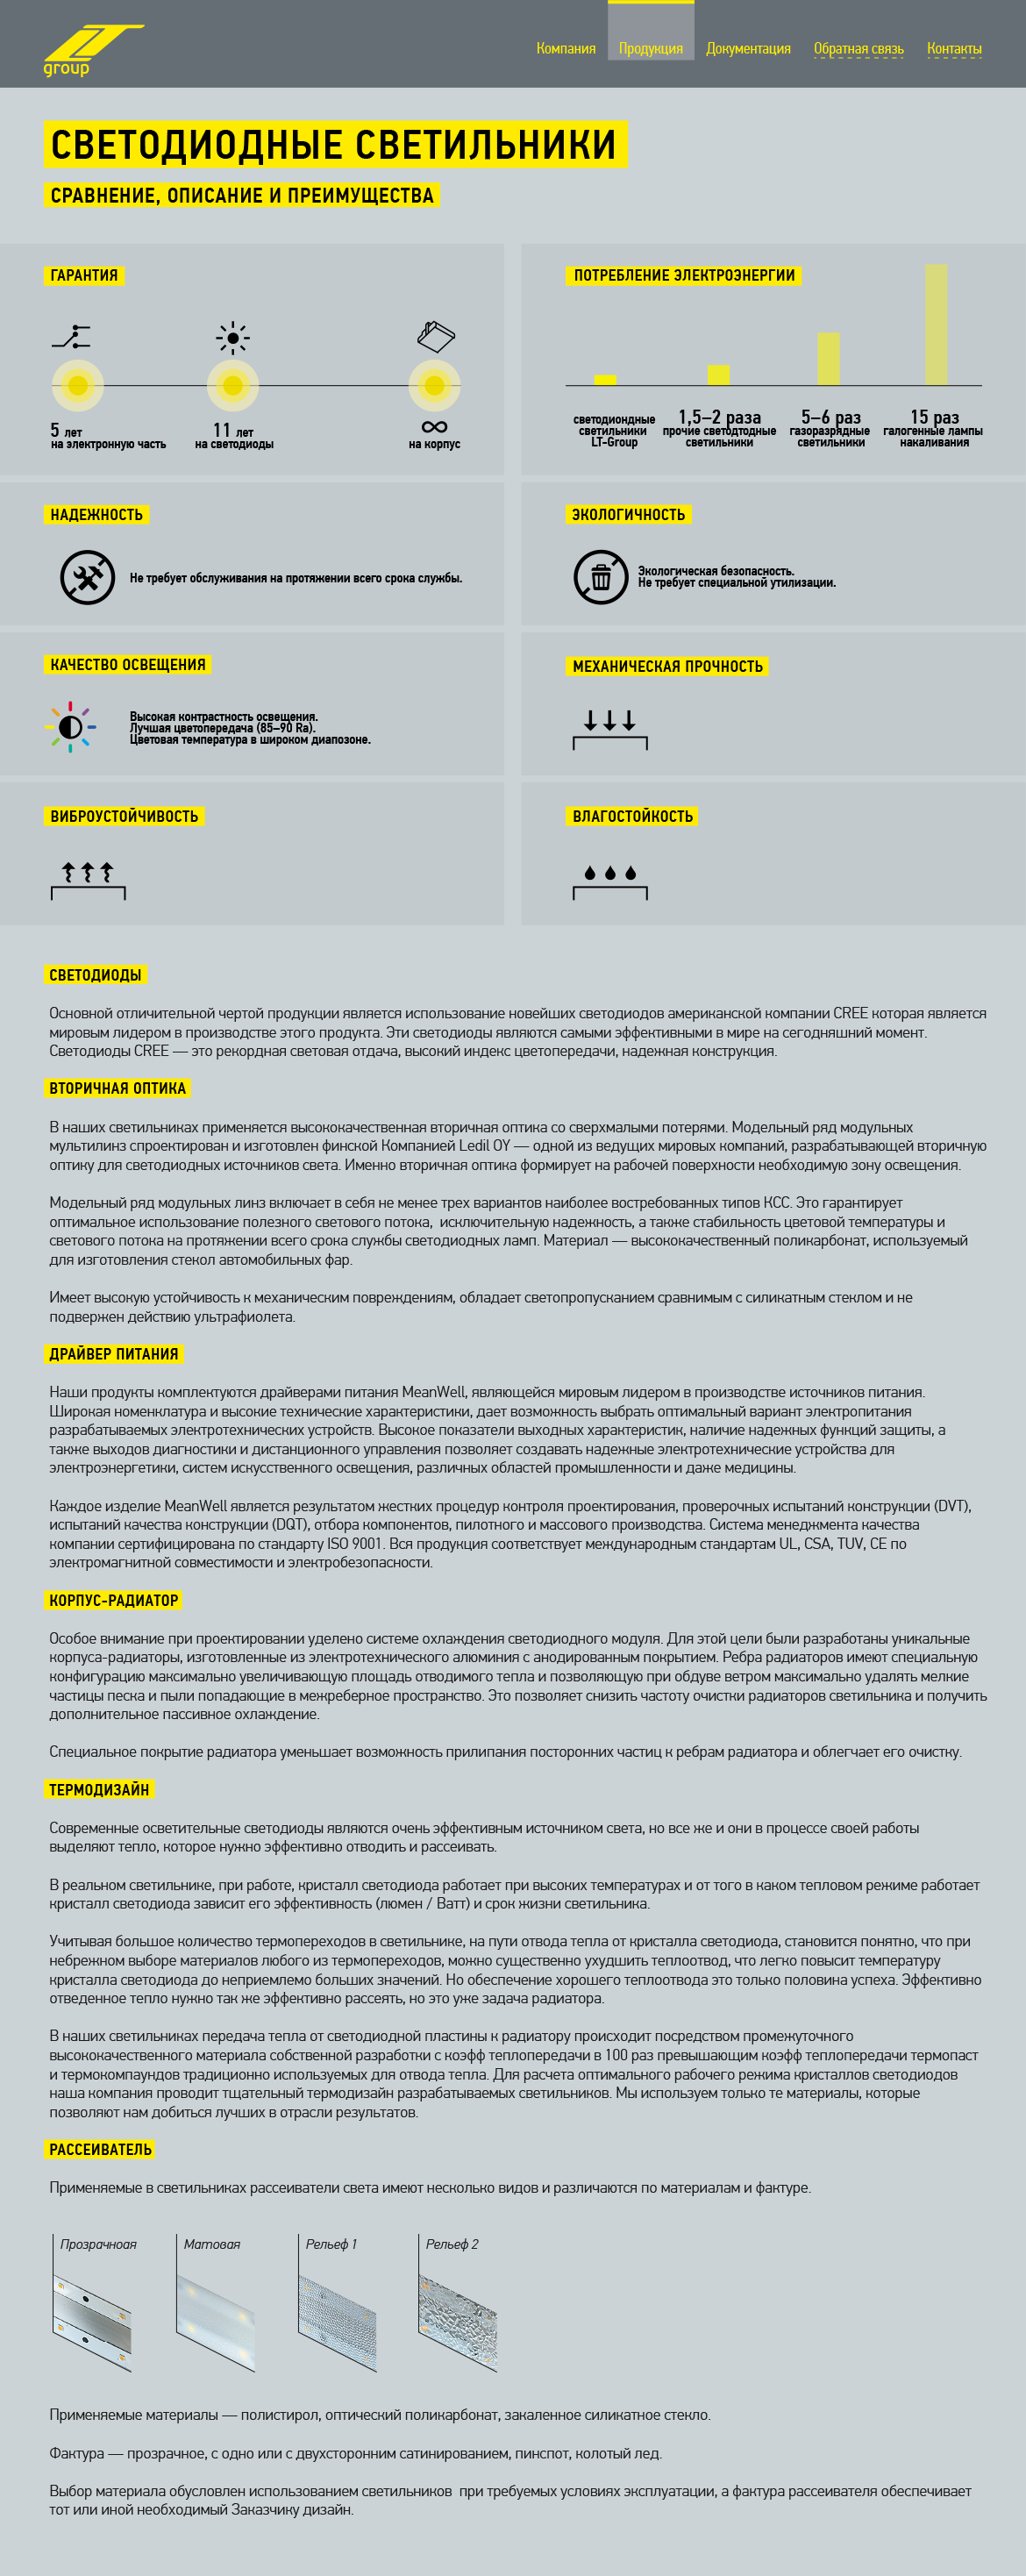 LT
group
Компания Продукция Документация Обратная связь Контакты
СВЕТОДИОДНЫЕ СВЕТИЛЬНИКИ
СРАВНЕНИЕ, ОПИСАНИЕ И ПРЕИМУЩЕСТВА
ГАРАНТИЯ
5 лет
на электронную часть
11 лет
на светодиоды
∞
на корпус
ПОТРЕБЛЕНИЕ ЭЛЕКТРОЭНЕРГИИ
светодиондные
светильники
LT-Group
1,5–2 раза
прочие светодтодные
светильники
5–6 раз
газоразрядные
светильники
15 раз
галогенные лампы
накаливания
НАДЕЖНОСТЬ
Не требует обслуживания на протяжении всего срока службы.
ЭКОЛОГИЧНОСТЬ
Экологическая безопасность.
Не требует специальной утилизации.
КАЧЕСТВО ОСВЕЩЕНИЯ
Высокая контрастность освещения.
Лучшая цветопередача (85–90 Ra).
Цветовая температура в широком диапозоне.
МЕХАНИЧЕСКАЯ ПРОЧНОСТЬ
ВИБРОУСТОЙЧИВОСТЬ
ВЛАГОСТОЙКОСТЬ
СВЕТОДИОДЫ
Основной отличительной чертой продукции является использование новейших светодиодов американской компании CREE которая является
мировым лидером в производстве этого продукта. Эти светодиоды являются самыми эффективными в мире на сегодняшний момент.
Светодиоды CREE — это рекордная световая отдача, высокий индекс цветопередачи, надежная конструкция.
ВТОРИЧНАЯ ОПТИКА
В наших светильниках применяется высококачественная вторичная оптика со сверхмалыми потерями. Модельный ряд модульных
мультилинз спроектирован и изготовлен финской Компанией Ledil OY — одной из ведущих мировых компаний, разрабатывающей вторичную
оптику для светодиодных источников света. Именно вторичная оптика формирует на рабочей поверхности необходимую зону освещения.
Модельный ряд модульных линз включает в себя не менее трех вариантов наиболее востребованных типов КСС. Это гарантирует
оптимальное использование полезного светового потока,  исключительную надежность, а также стабильность цветовой температуры и
светового потока на протяжении всего срока службы светодиодных ламп. Материал — высококачественный поликарбонат, используемый
для изготовления стекол автомобильных фар.
Имеет высокую устойчивость к механическим повреждениям, обладает светопропусканием сравнимым с силикатным стеклом и не
подвержен действию ультрафиолета.
ДРАЙВЕР ПИТАНИЯ
Наши продукты комплектуются драйверами питания MeanWell, являющейся мировым лидером в производстве источников питания.
Широкая номенклатура и высокие технические характеристики, дает возможность выбрать оптимальный вариант электропитания
разрабатываемых электротехнических устройств. Высокое показатели выходных характеристик, наличие надежных функций защиты, а
также выходов диагностики и дистанционного управления позволяет создавать надежные электротехнические устройства для
электроэнергетики, систем искусственного освещения, различных областей промышленности и даже медицины.
Каждое изделие MeanWell является результатом жестких процедур контроля проектирования, проверочных испытаний конструкции (DVT),
испытаний качества конструкции (DQT), отбора компонентов, пилотного и массового производства. Система менеджмента качества
компании сертифицирована по стандарту ISO 9001. Вся продукция соответствует международным стандартам UL, CSA, TUV, CE по
электромагнитной совместимости и электробезопасности.
КОРПУС-РАДИАТОР
Особое внимание при проектировании уделено системе охлаждения светодиодного модуля. Для этой цели были разработаны уникальные
корпуса-радиаторы, изготовленные из электротехнического алюминия с анодированным покрытием. Ребра радиаторов имеют специальную
конфигурацию максимально увеличивающую площадь отводимого тепла и позволяющую при обдуве ветром максимально удалять мелкие
частицы песка и пыли попадающие в межреберное пространство. Это позволяет снизить частоту очистки радиаторов светильника и получить
дополнительное пассивное охлаждение.
Специальное покрытие радиатора уменьшает возможность прилипания посторонних частиц к ребрам радиатора и облегчает его очистку.
ТЕРМОДИЗАЙН
Современные осветительные светодиоды являются очень эффективным источником света, но все же и они в процессе своей работы
выделяют тепло, которое нужно эффективно отводить и рассеивать.
В реальном светильнике, при работе, кристалл светодиода работает при высоких температурах и от того в каком тепловом режиме работает
кристалл светодиода зависит его эффективность (люмен / Ватт) и срок жизни светильника.
Учитывая большое количество термопереходов в светильнике, на пути отвода тепла от кристалла светодиода, становится понятно, что при
небрежном выборе материалов любого из термопереходов, можно существенно ухудшить теплоотвод, что легко повысит температуру
кристалла светодиода до неприемлемо больших значений. Но обеспечение хорошего теплоотвода это только половина успеха. Эффективно
отведенное тепло нужно так же эффективно рассеять, но это уже задача радиатора.
В наших светильниках передача тепла от светодиодной пластины к радиатору происходит посредством промежуточного
высококачественного материала собственной разработки с коэфф теплопередачи в 100 раз превышающим коэфф теплопередачи термопаст
и термокомпаундов традиционно используемых для отвода тепла. Для расчета оптимального рабочего режима кристаллов светодиодов
наша компания проводит тщательный термодизайн разрабатываемых светильников. Мы используем только те материалы, которые
позволяют нам добиться лучших в отрасли результатов.
РАССЕИВАТЕЛЬ
Применяемые в светильниках рассеиватели света имеют несколько видов и различаются по материалам и фактуре.
Прозрачноая Матовая Рельеф 1 Рельеф 2
Применяемые материалы — полистирол, оптический поликарбонат, закаленное силикатное стекло.
Фактура — прозрачное, с одно или с двухсторонним сатинированием, пинспот, колотый лед.
Выбор материала обусловлен использованием светильников  при требуемых условиях эксплуатации, а фактура рассеивателя обеспечивает
тот или иной необходимый Заказчику дизайн.